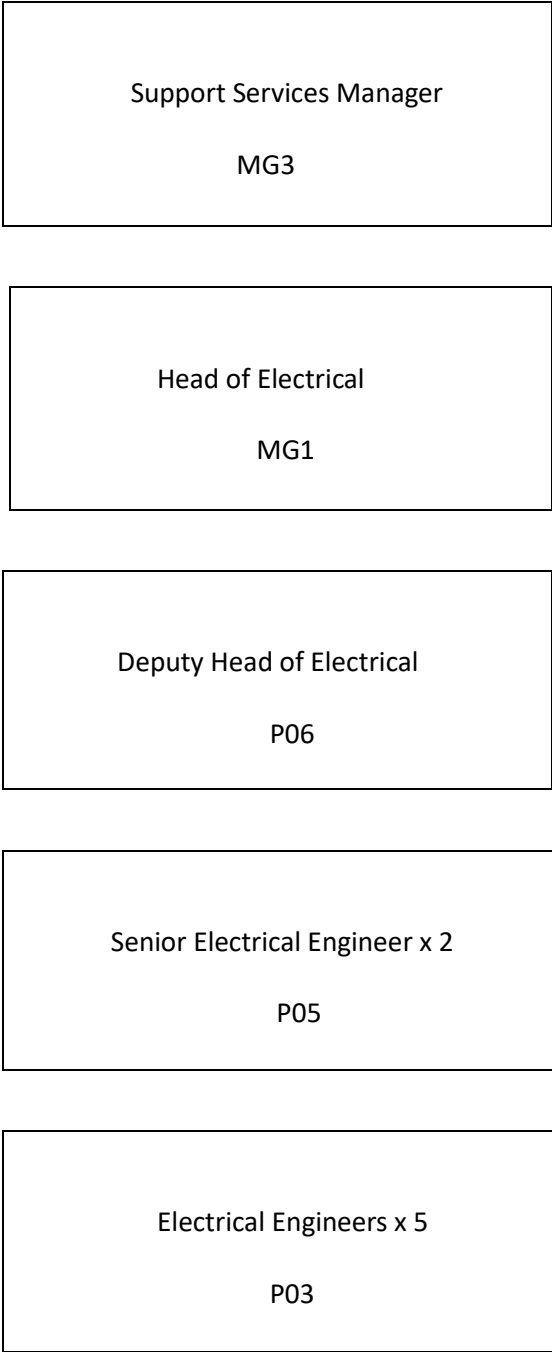 Support Services Manager
MG3
Head of Electrical
MG1
Deputy Head of Electrical
P06
Senior Electrical Engineer x 2
P05
Electrical Engineers x 5
P03